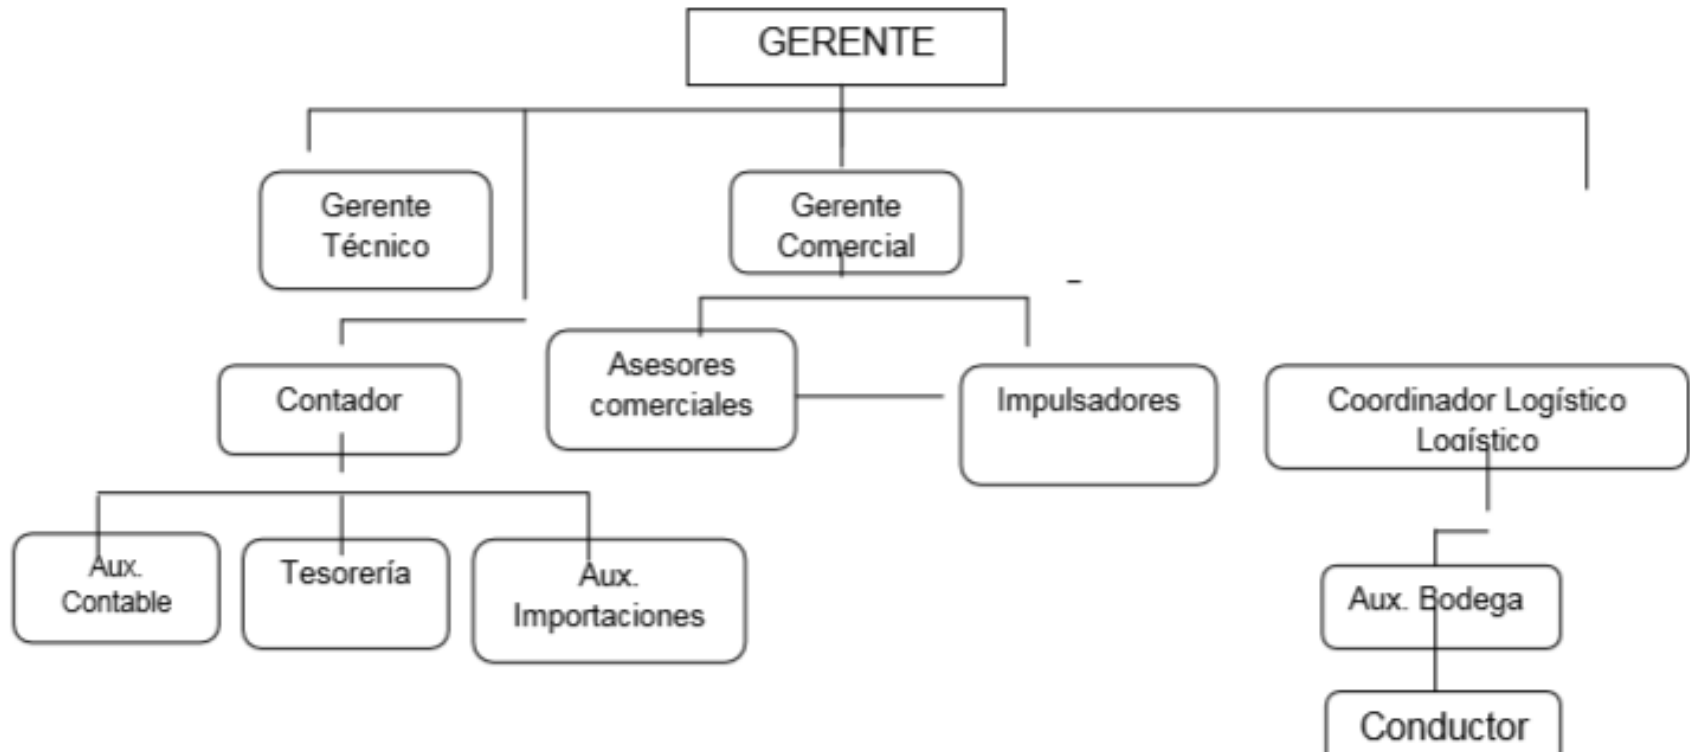 GERENTE
Gerente
Técnico
Gerente
Comercial
Contador
Asesores
comerciales
Impulsadores
Coordinador Logístico
Logístico
Aux.
Contable
Tesorería
Aux.
Importaciones
Aux. Bodega
Conductor